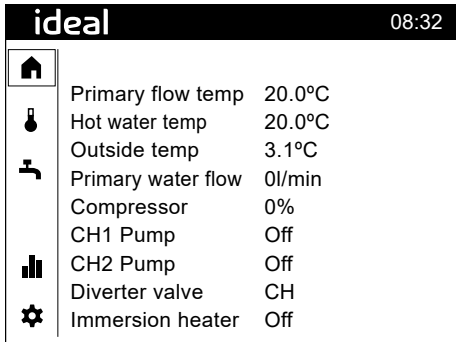 ideal 08:32
Primary flow temp 20.0ºC
Hot water temp 20.0ºC
Outside temp 3.1ºC
Primary water flow 0l/min
Compressor 0%
CH1 Pump Off
CH2 Pump Off
Diverter valve CH
Immersion heater Off